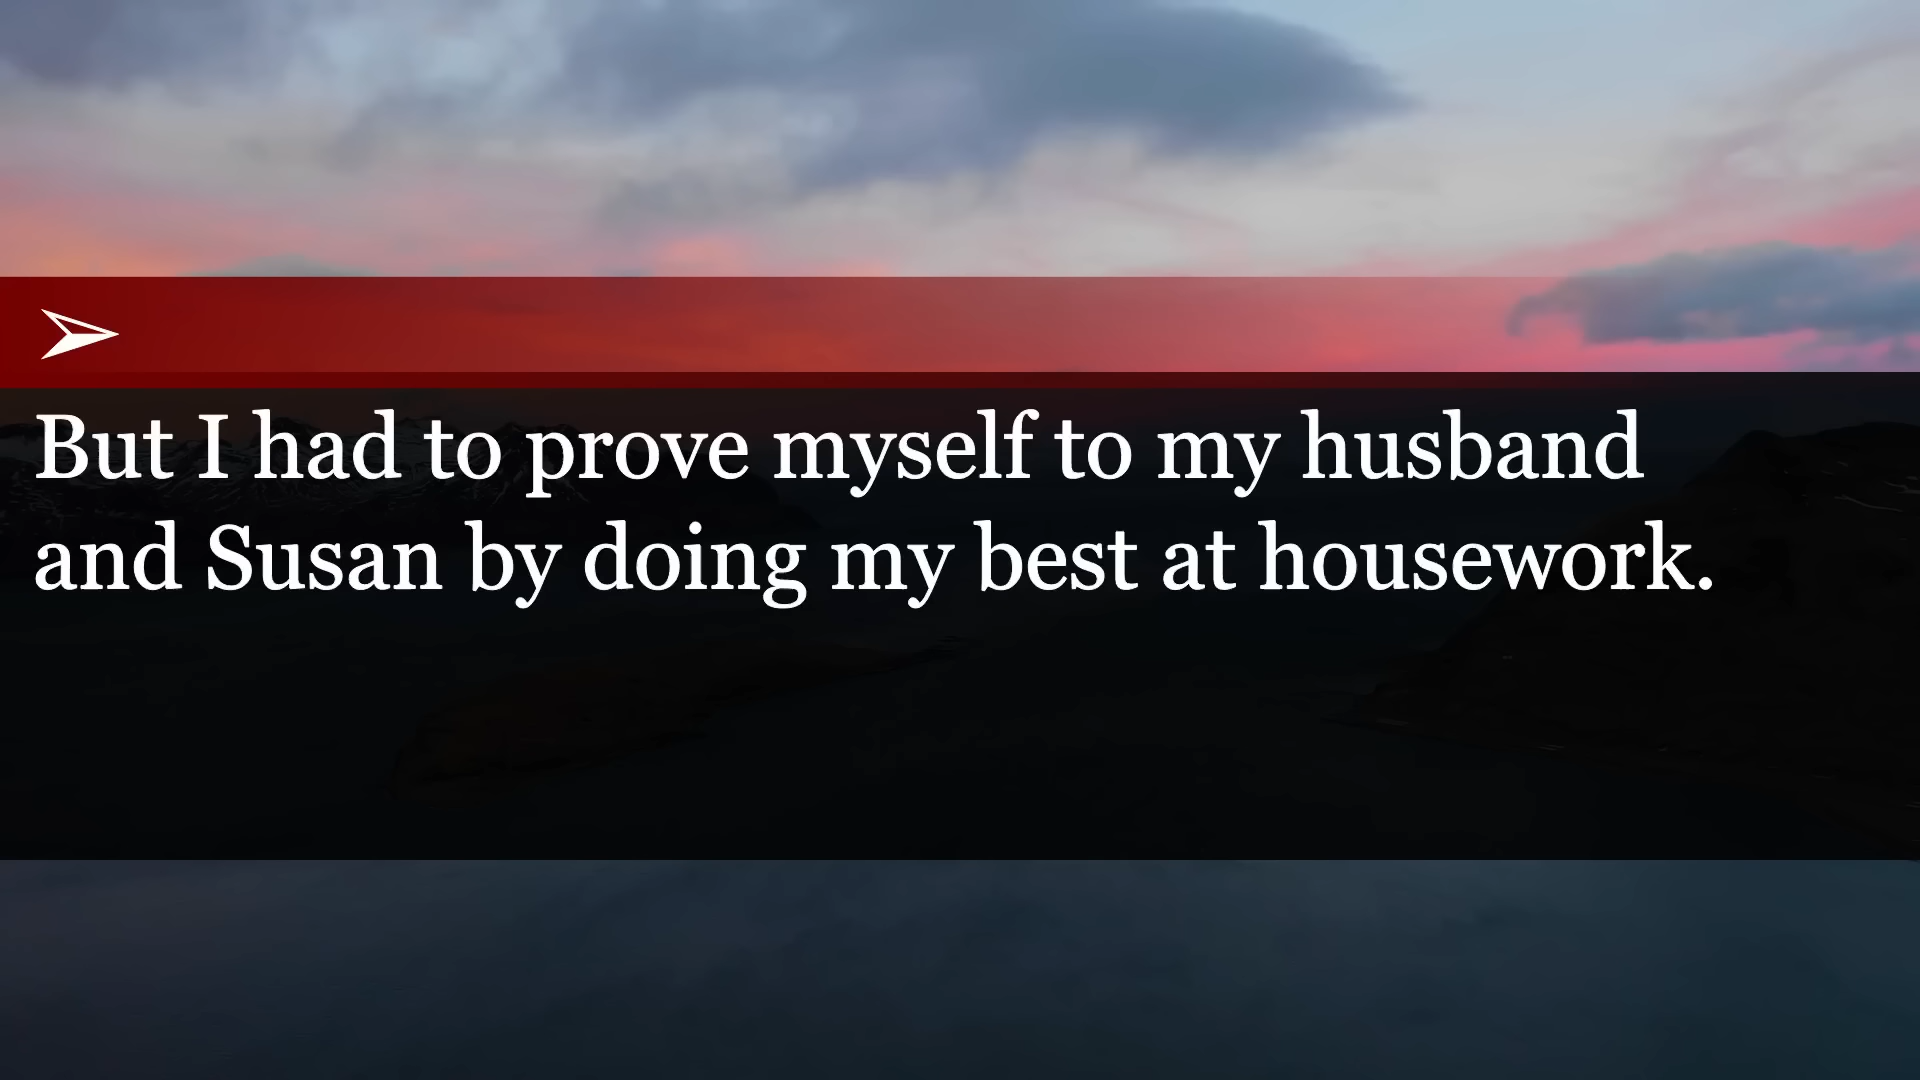 But I had to prove myself to my husband
and Susan by doing my best at housework.